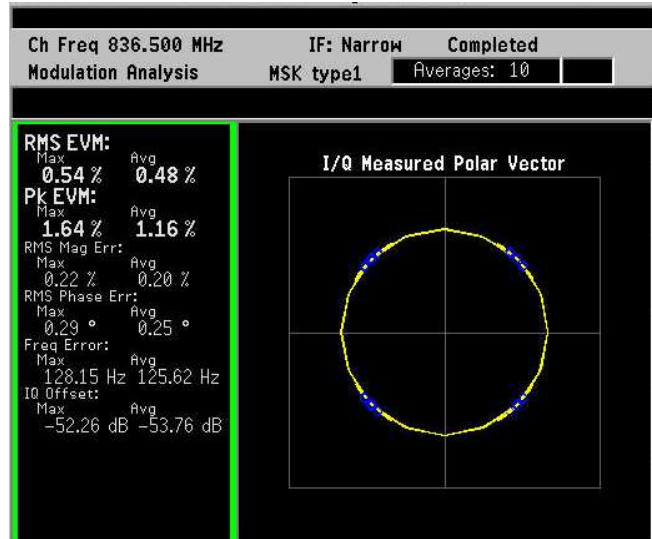 Ch Freq 836.500 MHz IF: Narrow Completed
Modulation Analysis MSK type1 Averages: 10
RMS EVM:
Max Avg
0.54 % 0.48 %
Pk EVM:
Max Avg
1.64 % 1.16 %
RMS Mag Err:
Max Avg
0.22 % 0.20 %
RMS Phase Err:
Max Avg
0.29 ° 0.25 °
Freq Error:
Max Avg
128.15 Hz 125.62 Hz
IQ Offset:
Max Avg
-52.26 dB -53.76 dB
I/Q Measured Polar Vector